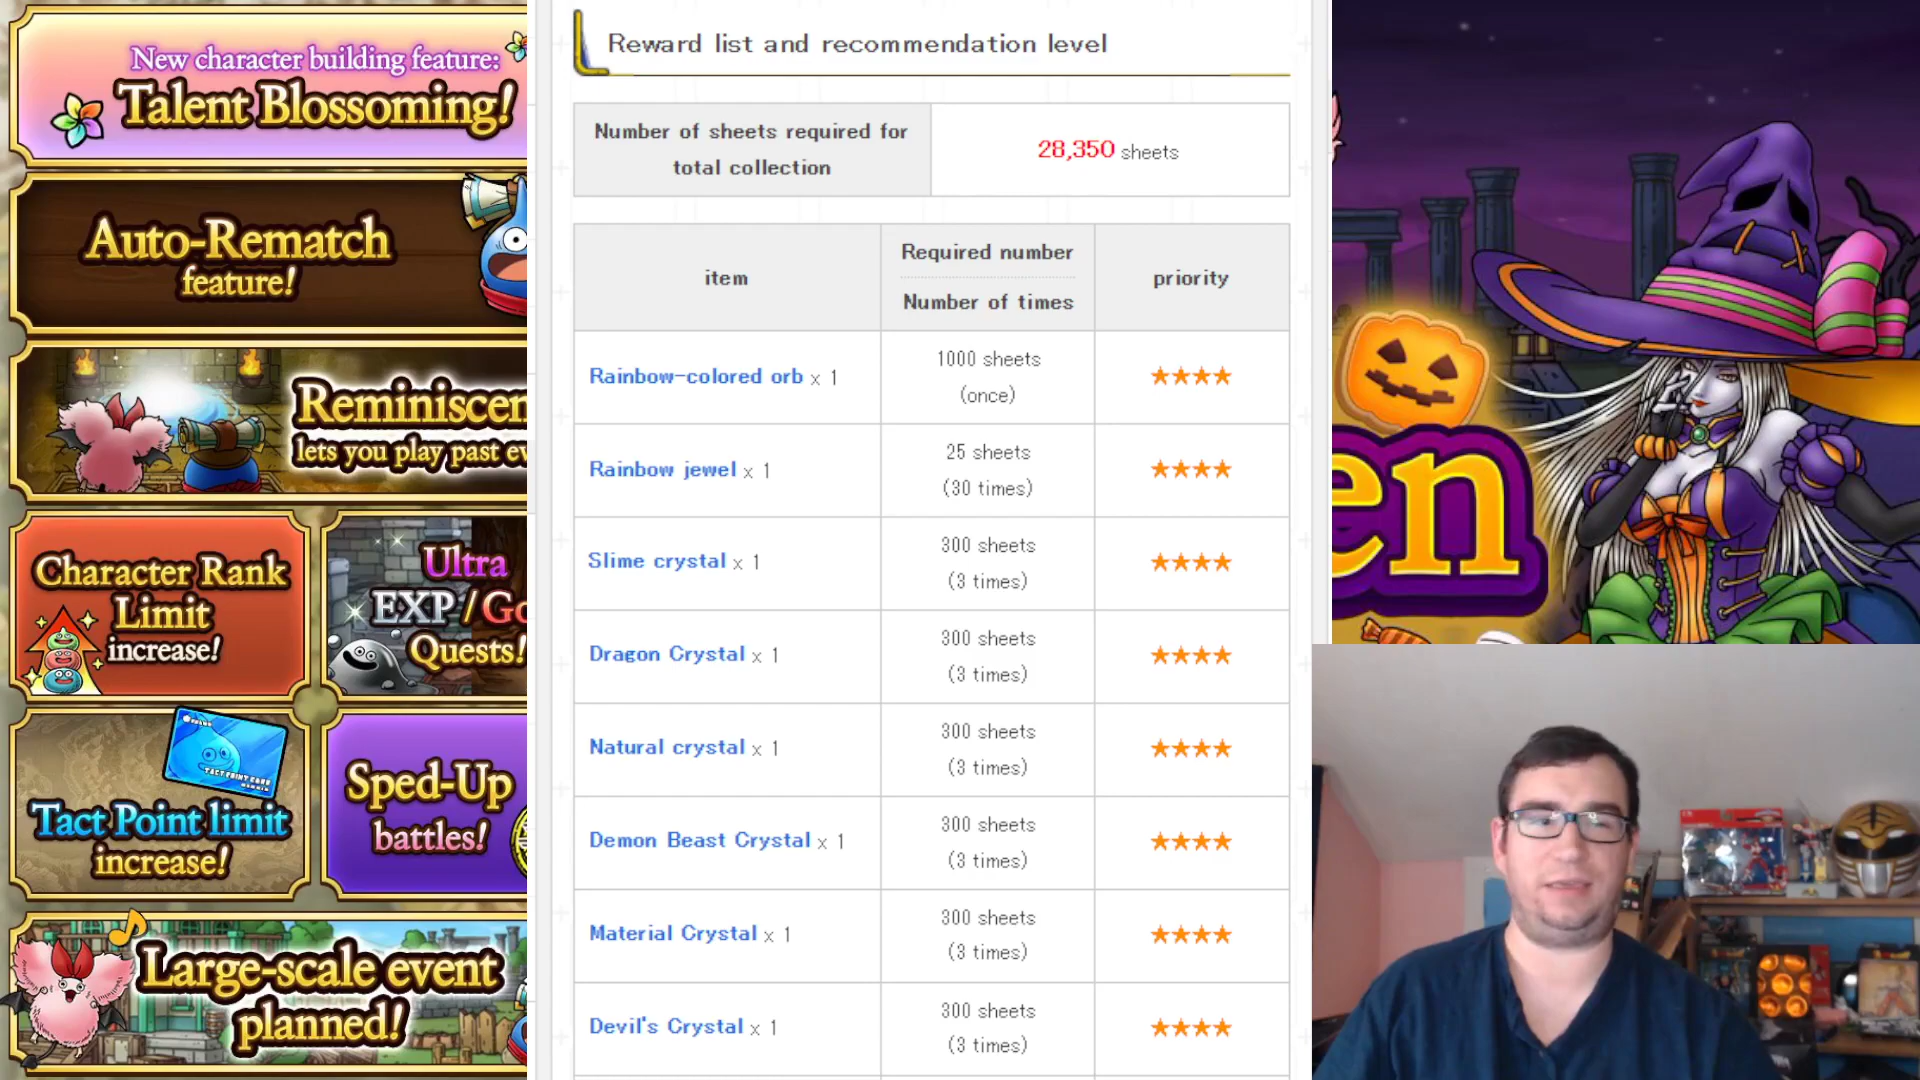 New character building feature:
Talent Blossoming!
Auto-Rematch
feature!
Reminiscen
lets you play past ev
Character Rank
Limit
increase!
Ultra
EXP / Go
Quests!
TACT POINT CARD
Tact Point limit
increase!
Sped-Up
battles!
Large-scale event
planned!
Reward list and recommendation level
Number of sheets required for
total collection
28,350 sheets
item
Required number
Number of times
priority
Rainbow-colored orb x 1
1000 sheets
(once)
★★★★
Rainbow jewel x 1
25 sheets
(30 times)
★★★★
Slime crystal x 1
300 sheets
(3 times)
★★★★
Dragon Crystal x 1
300 sheets
(3 times)
★★★★
Natural crystal x 1
300 sheets
(3 times)
★★★★
Demon Beast Crystal x 1
300 sheets
(3 times)
★★★★
Material Crystal x 1
300 sheets
(3 times)
★★★★
Devil's Crystal x 1
300 sheets
(3 times)
★★★★
en